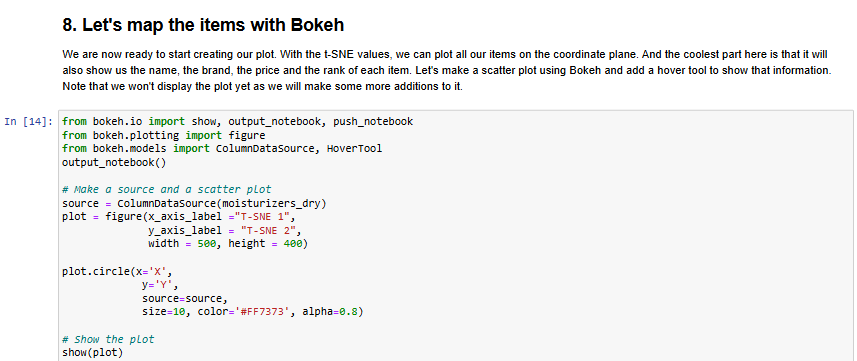 8. Let's map the items with Bokeh
We are now ready to start creating our plot. With the t-SNE values, we can plot all our items on the coordinate plane. And the coolest part here is that it will
also show us the name, the brand, the price and the rank of each item. Let's make a scatter plot using Bokeh and add a hover tool to show that information.
Note that we won't display the plot yet as we will make some more additions to it.
In [14]: from bokeh.io import show, output_notebook, push_notebook
from bokeh.plotting import figure
from bokeh.models import ColumnDataSource, HoverTool
output_notebook()
# Make a source and a scatter plot
source = ColumnDataSource(moisturizers_dry)
plot = figure(x_axis_label ="T-SNE 1",
y_axis_label = "T-SNE 2",
width = 500, height = 400)
plot.circle(x='X',
y='Y',
source=source,
size=10, color='#FF7373', alpha=0.8)
# Show the plot
show(plot)